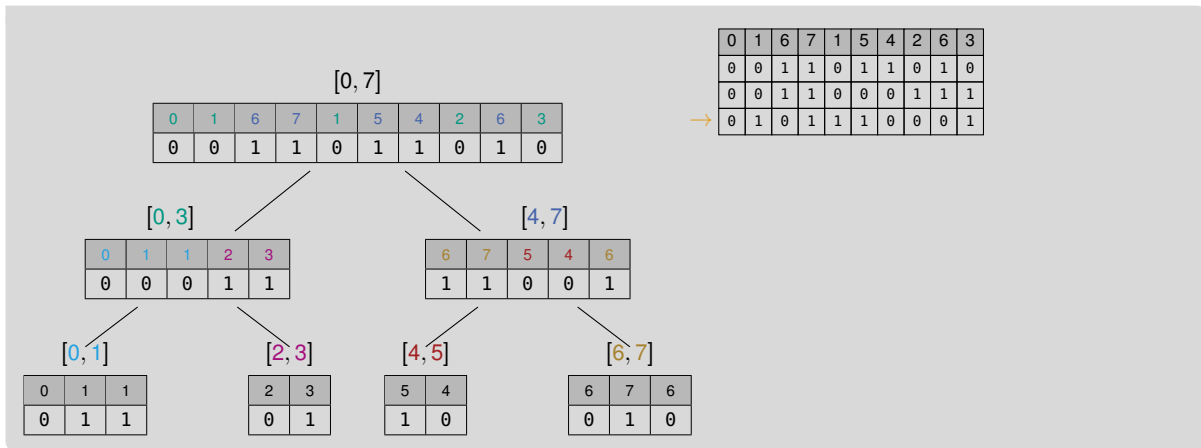 0 1 6 7 1 5 4 2 6 3
0 0 1 1 0 1 1 0 1 0
0 0 1 1 0 0 0 1 1 1
→ 0 1 0 1 1 1 0 0 0 1
[0, 7]
0 1 6 7 1 5 4 2 6 3
0 0 1 1 0 1 1 0 1 0
[0, 3] [4, 7]
0 1 1 2 3 6 7 5 4 6
0 0 0 1 1 1 1 0 0 1
[0, 1] [2, 3] [4, 5] [6, 7]
0 1 1 2 3 5 4 6 7 6
0 1 1 0 1 1 0 0 1 0